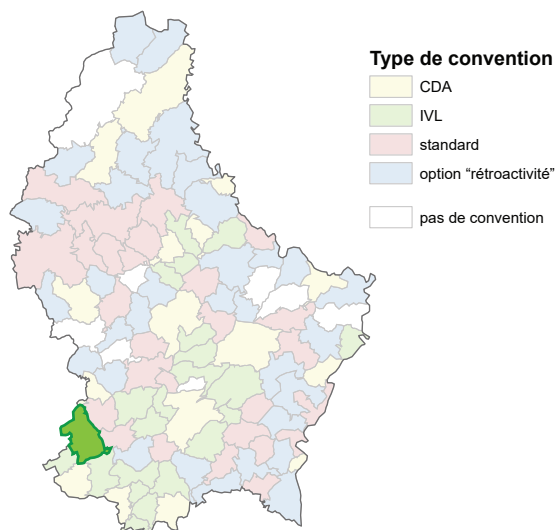 Type de convention
CDA
IVL
standard
option “rétroactivité”
pas de convention